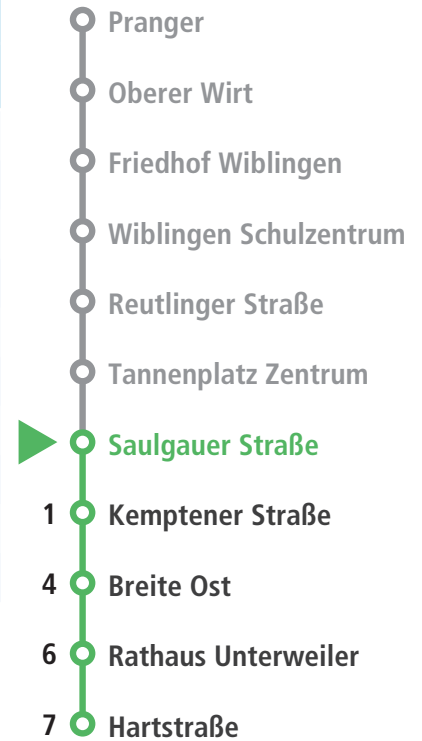 Pranger
Oberer Wirt
Friedhof Wiblingen
Wiblingen Schulzentrum
Reutlinger Straße
Tannenplatz Zentrum
Saulgauer Straße
1 Kemptener Straße
4 Breite Ost
6 Rathaus Unterweiler
7 Hartstraße